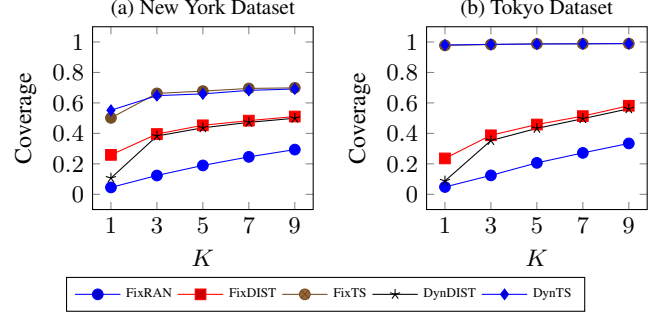 (a) New York Dataset
(b) Tokyo Dataset
Coverage
1
0.8
0.6
0.4
0.2
0
1 3 5 7 9
K
Coverage
1
0.8
0.6
0.4
0.2
0
1 3 5 7 9
K
FixRAN FixDIST FixTS DynDIST DynTS